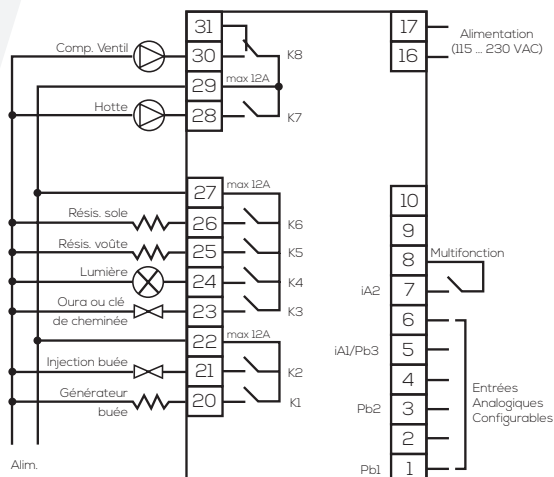 31
17
Comp. Ventil
30
K8
16
Alimentation
(115 ... 230 VAC)
29
max 12A
Hotte
28
K7
27
max 12A
10
Résis. sole
26
K6
9
Résis. voûte
25
K5
8
Multifonction
Lumière
24
K4
iA2
7
Oura ou clé
de cheminée
23
K3
6
22
max 12A
iA1/Pb3
5
Injection buée
21
K2
4
Entrées
Analogiques
Configurables
Générateur
buée
20
K1
Pb2
3
2
Alim.
Pb1
1